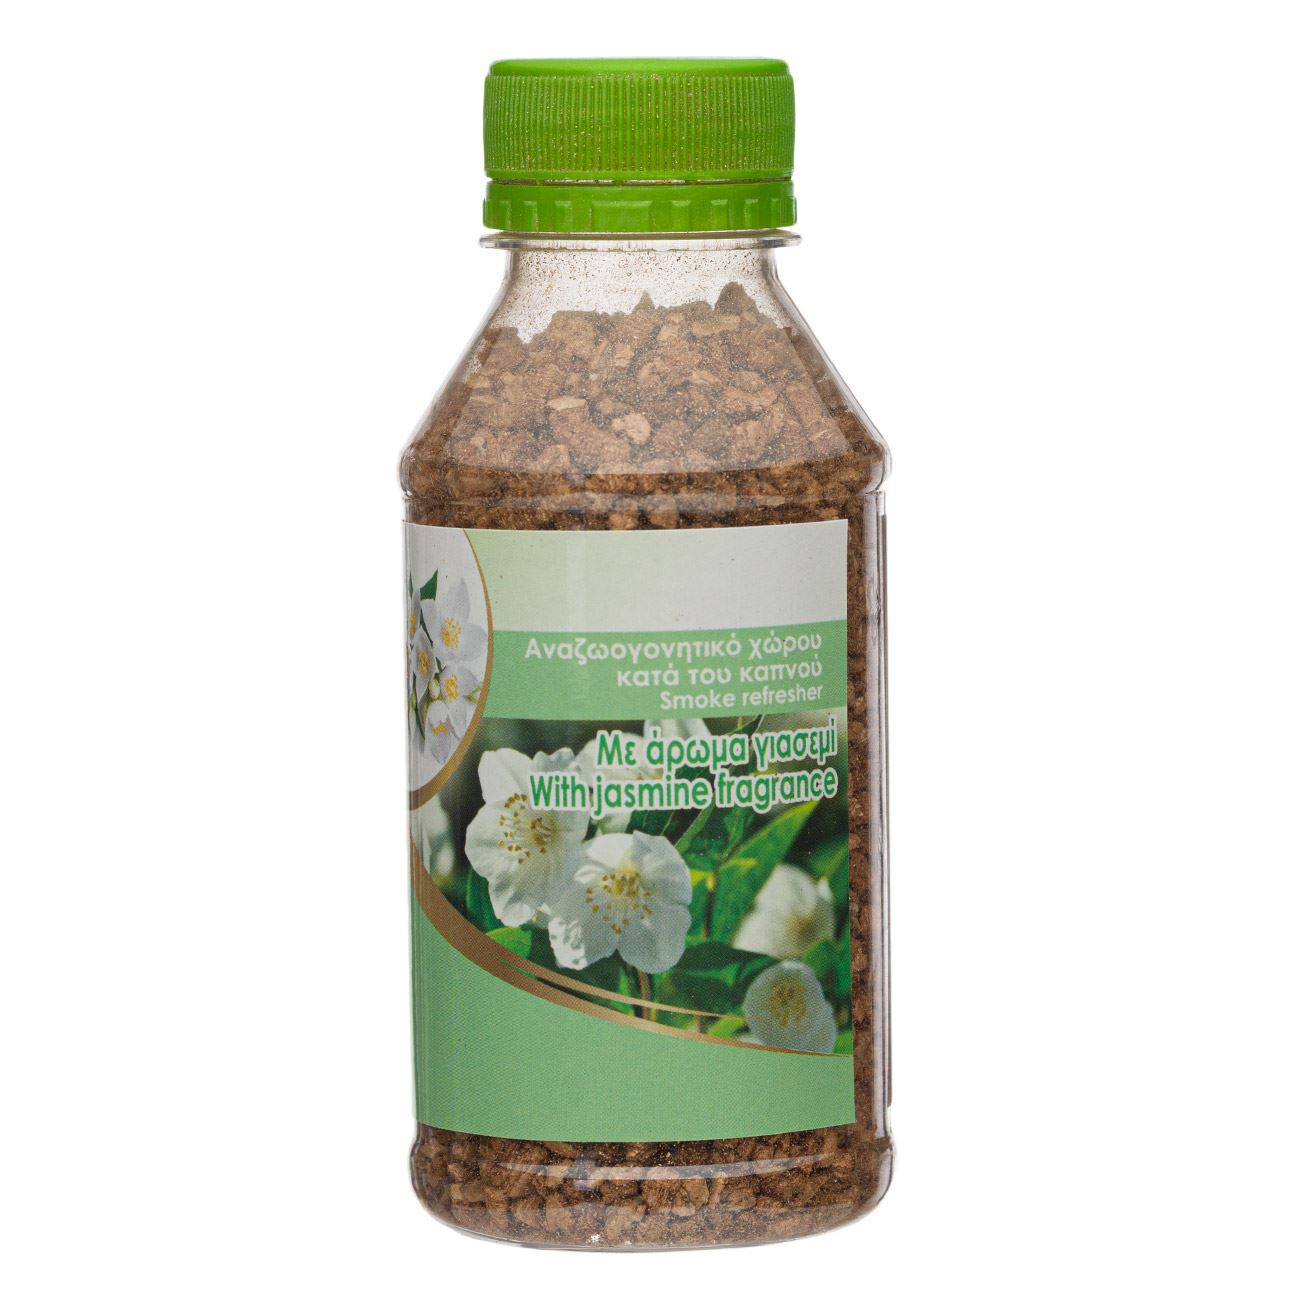 Αναζωογονητικό χώρου
κατά του καπνού
Smoke refresher
Με άρωμα γιασεμί
With jasmine fragrance